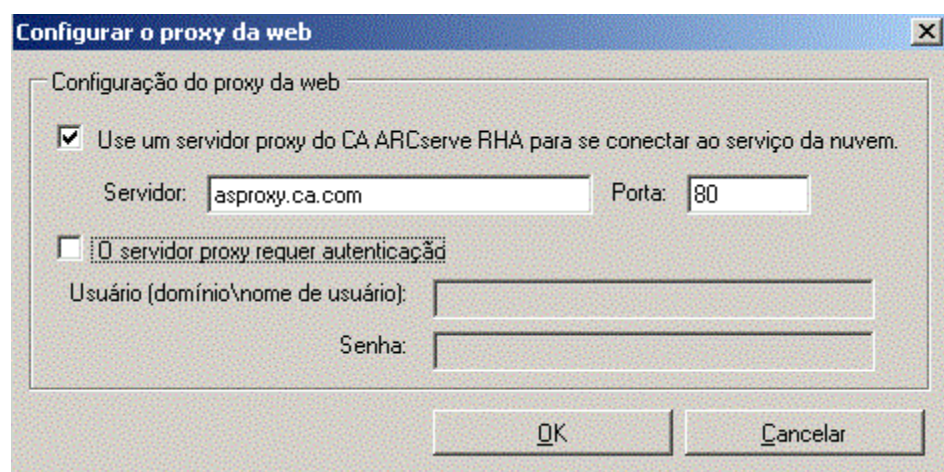 Configurar o proxy da web
Configuração do proxy da web
Use um servidor proxy do CA ARCserve RHA para se conectar ao serviço da nuvem.
Servidor: asproxy.ca.com Porta: 80
O servidor proxy requer autenticação
Usuário (domínio\nome de usuário):
Senha:
OK Cancelar